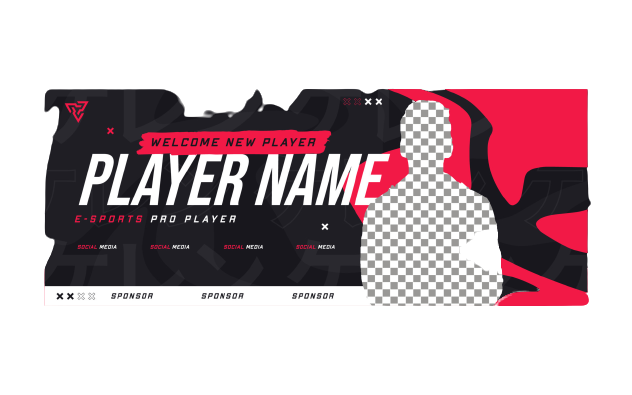 WELCOME NEW PLAYER
PLAYER NAME
E-SPORTS PRO PLAYER
SOCIAL MEDIA SOCIAL MEDIA SOCIAL MEDIA SOCIAL MEDIA
SPONSOR SPONSOR SPONSOR